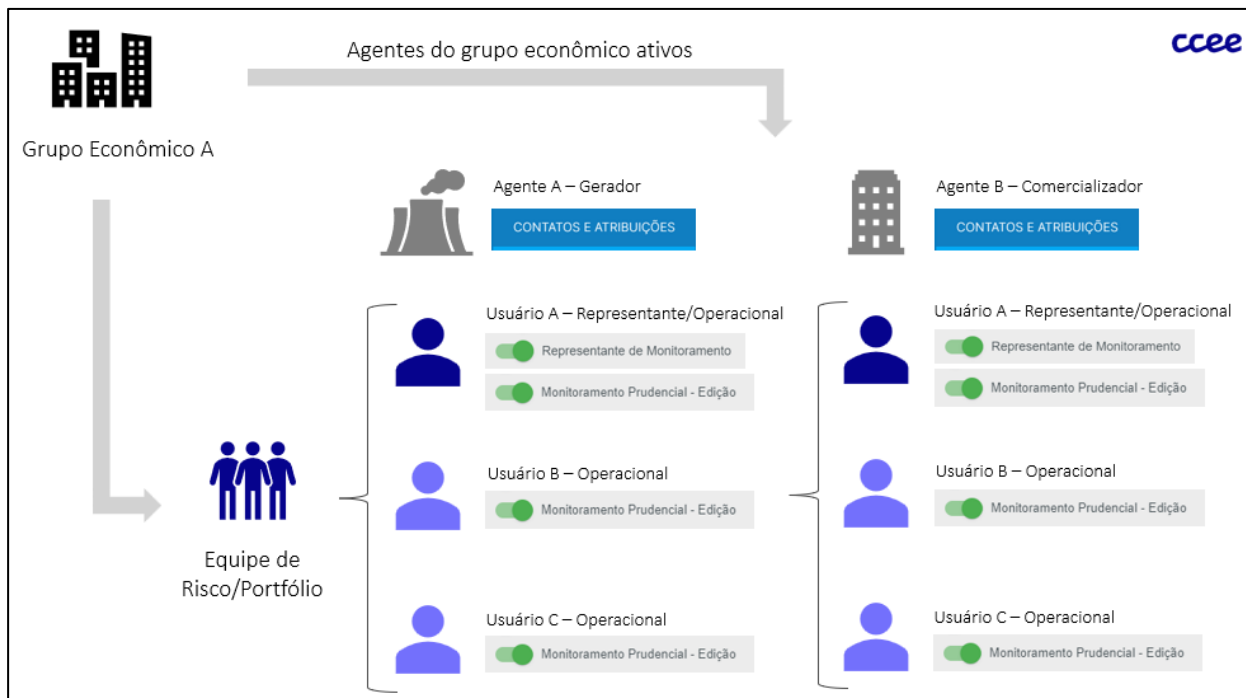 Agentes do grupo econômico ativos
ccee
Grupo Econômico A
Agente A – Gerador
CONTATOS E ATRIBUIÇÕES
Agente B – Comercializador
CONTATOS E ATRIBUIÇÕES
Usuário A – Representante/Operacional
Representante de Monitoramento
Monitoramento Prudencial - Edição
Usuário A – Representante/Operacional
Representante de Monitoramento
Monitoramento Prudencial - Edição
Equipe de
Risco/Portfólio
Usuário B – Operacional
Monitoramento Prudencial - Edição
Usuário B – Operacional
Monitoramento Prudencial - Edição
Usuário C – Operacional
Monitoramento Prudencial - Edição
Usuário C – Operacional
Monitoramento Prudencial - Edição